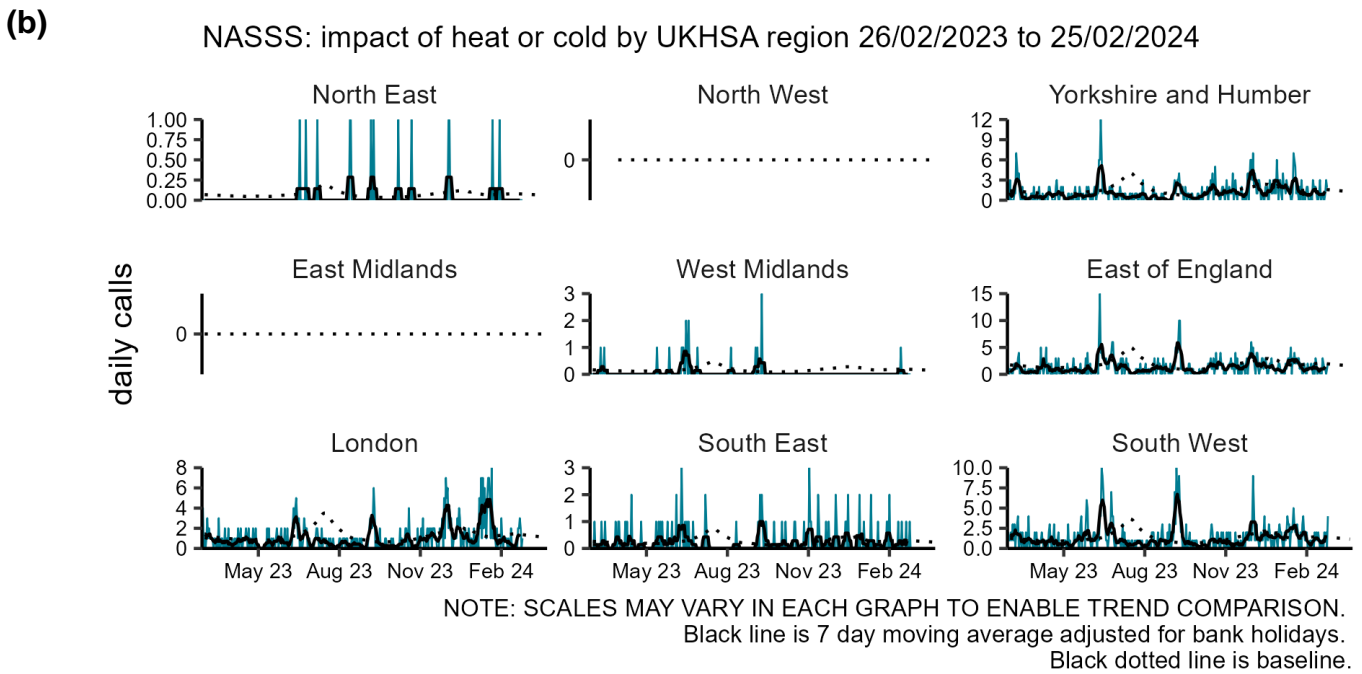 (b)
NASSS: impact of heat or cold by UKHSA region 26/02/2023 to 25/02/2024
daily calls
North East
1.00
0.75
0.50
0.25
0.00
North West
0
Yorkshire and Humber
12
9
6
3
0
East Midlands
0
West Midlands
3
2
1
0
East of England
15
10
5
0
London
8
6
4
2
0
May 23 Aug 23 Nov 23 Feb 24
South East
3
2
1
0
May 23 Aug 23 Nov 23 Feb 24
South West
10.0
7.5
5.0
2.5
0.0
May 23 Aug 23 Nov 23 Feb 24
NOTE: SCALES MAY VARY IN EACH GRAPH TO ENABLE TREND COMPARISON.
Black line is 7 day moving average adjusted for bank holidays.
Black dotted line is baseline.